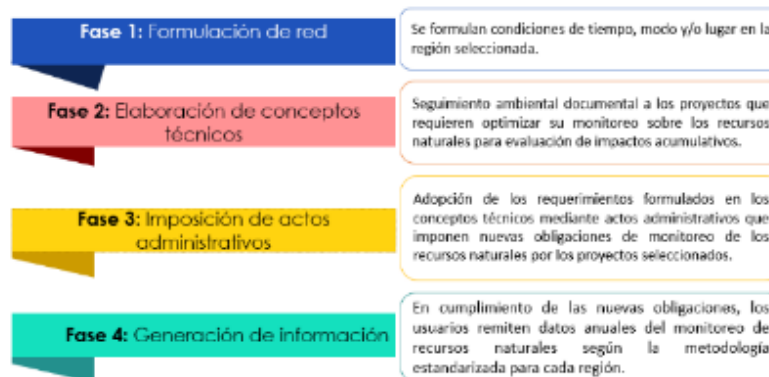 Fase 1: Formulación de red
Se formulan condiciones de tiempo, modo y/o lugar en la
región seleccionada.
Fase 2: Elaboración de conceptos
técnicos
Seguimiento ambiental documental a los proyectos que
requieren optimizar su monitoreo sobre los recursos
naturales para evaluación de impactos acumulativos.
Fase 3: Imposición de actos
administrativos
Adopción de los requerimientos formulados en los
conceptos técnicos mediante actos administrativos que
imponen nuevas obligaciones de monitoreo de los
recursos naturales por los proyectos seleccionados.
Fase 4: Generación de información
En cumplimiento de las nuevas obligaciones, los
usuarios remiten datos anuales del monitoreo de
recursos naturales según la metodología
estandarizada para cada región.